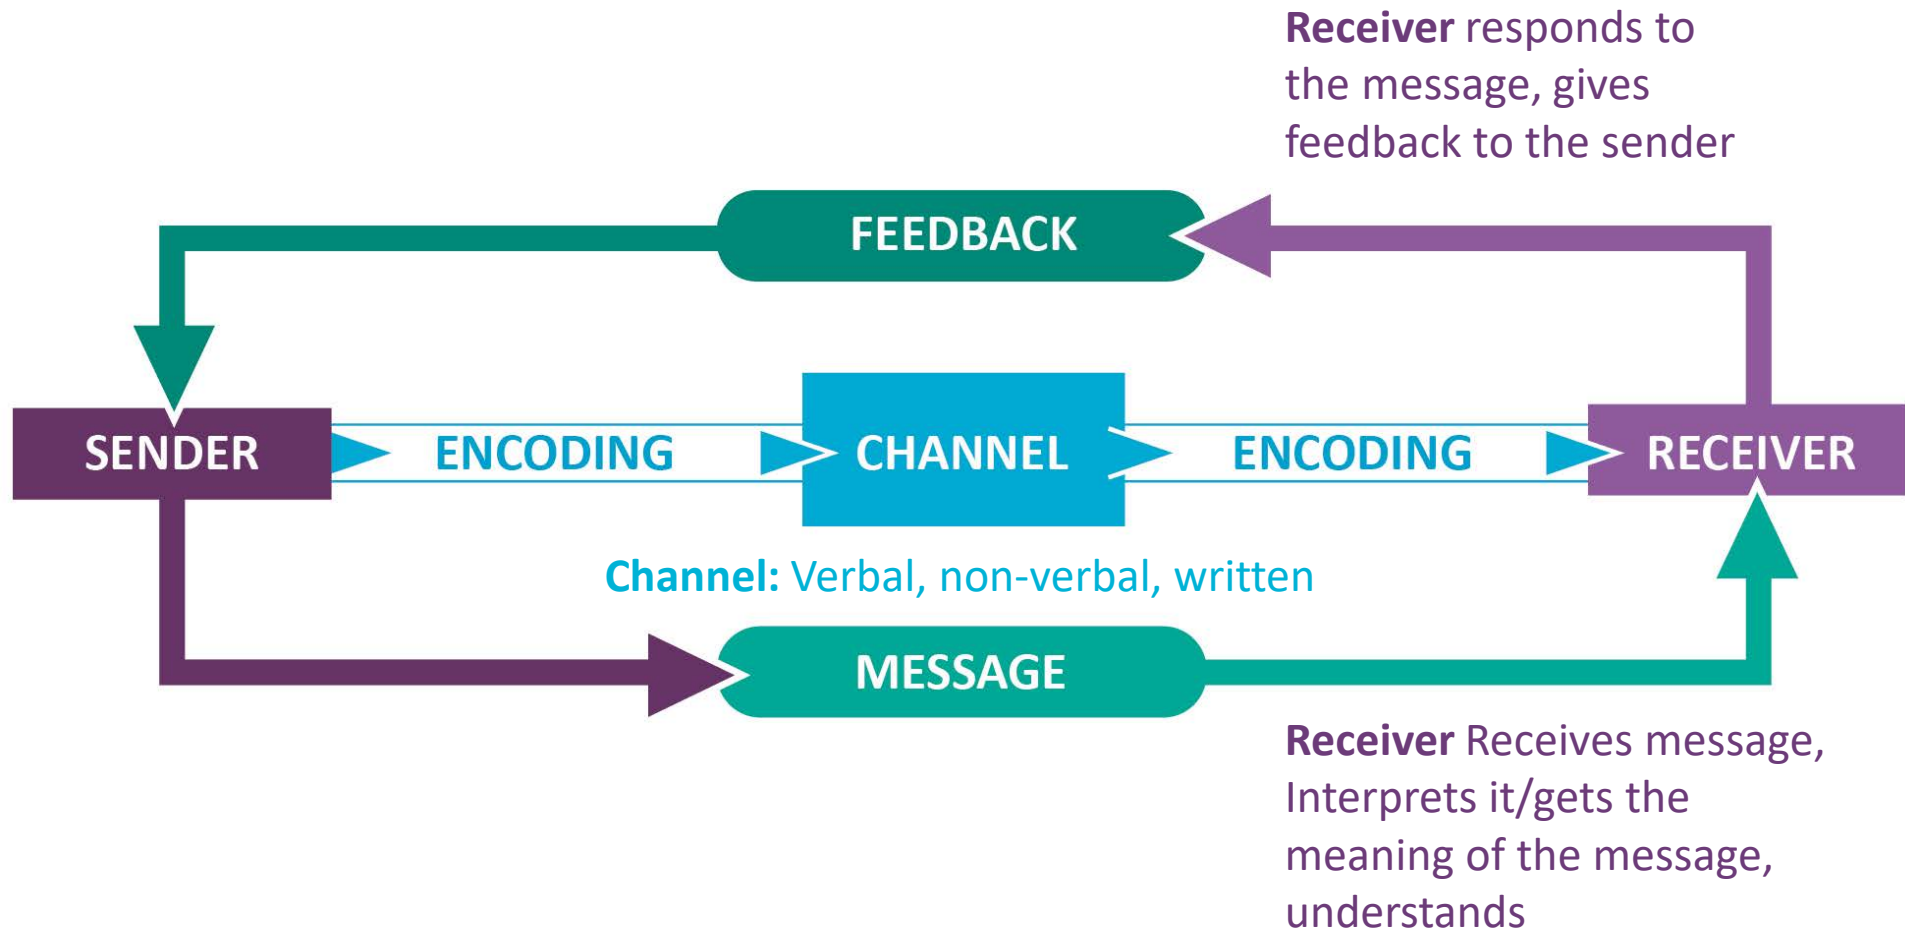 Receiver responds to
the message, gives
feedback to the sender
FEEDBACK
SENDER
ENCODING
CHANNEL
ENCODING
RECEIVER
Channel: Verbal, non-verbal, written
MESSAGE
Receiver Receives message,
Interprets it/gets the
meaning of the message,
understands